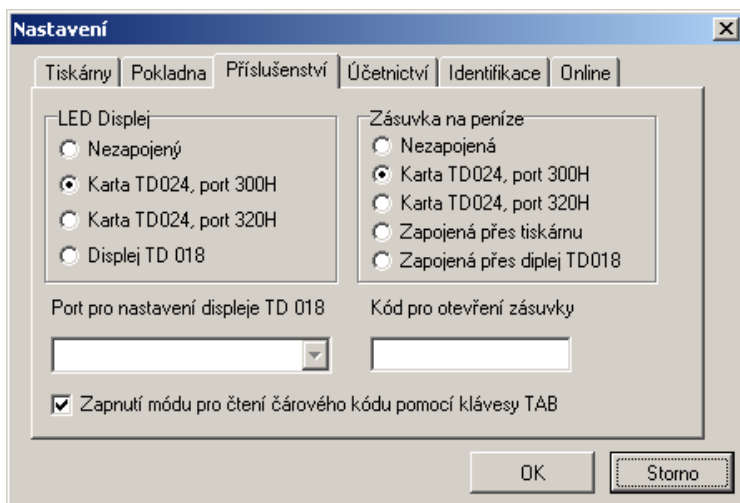 Nastavení
Tiskárny Pokladna Příslušenství Účetnictví Identifikace Online
LED Displej
Nezapojený
Karta TD024, port 300H
Karta TD024, port 320H
Displej TD 018
Zásuvka na peníze
Nezapojená
Karta TD024, port 300H
Karta TD024, port 320H
Zapojená přes tiskárnu
Zapojená přes diplej TD018
Port pro nastavení displeje TD 018
Kód pro otevření zásuvky
Zapnutí módu pro čtení čárového kódu pomocí klávesy TAB
OK Storno